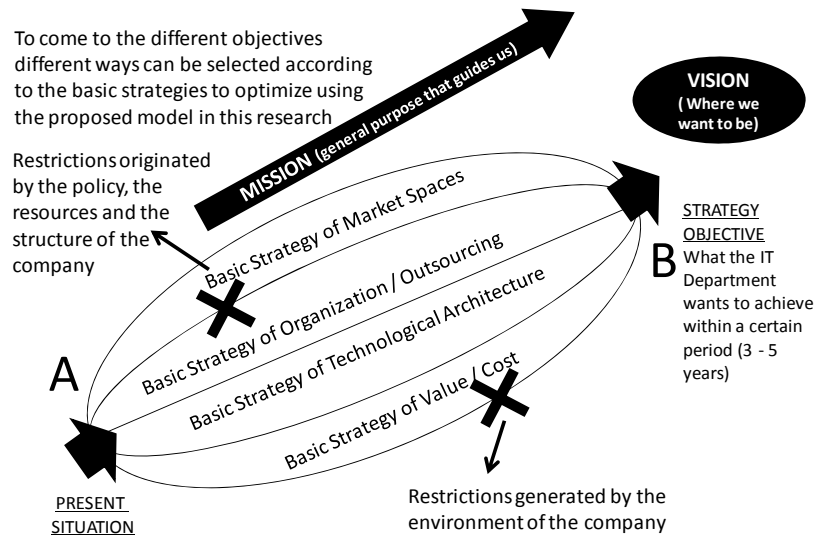 To come to the different objectives
different ways can be selected according
to the basic strategies to optimize using
the proposed model in this research
MISSION (general purpose that guides us)
VISION
( Where we
want to be)
Restrictions originated
by the policy, the
resources and the
structure of the
company
Basic Strategy of Market Spaces
Basic Strategy of Organization / Outsourcing
Basic Strategy of Technological Architecture
Basic Strategy of Value / Cost
A
B
STRATEGY
OBJECTIVE
What the IT
Department
wants to achieve
within a certain
period (3 - 5
years)
PRESENT
SITUATION
Restrictions generated by the
environment of the company